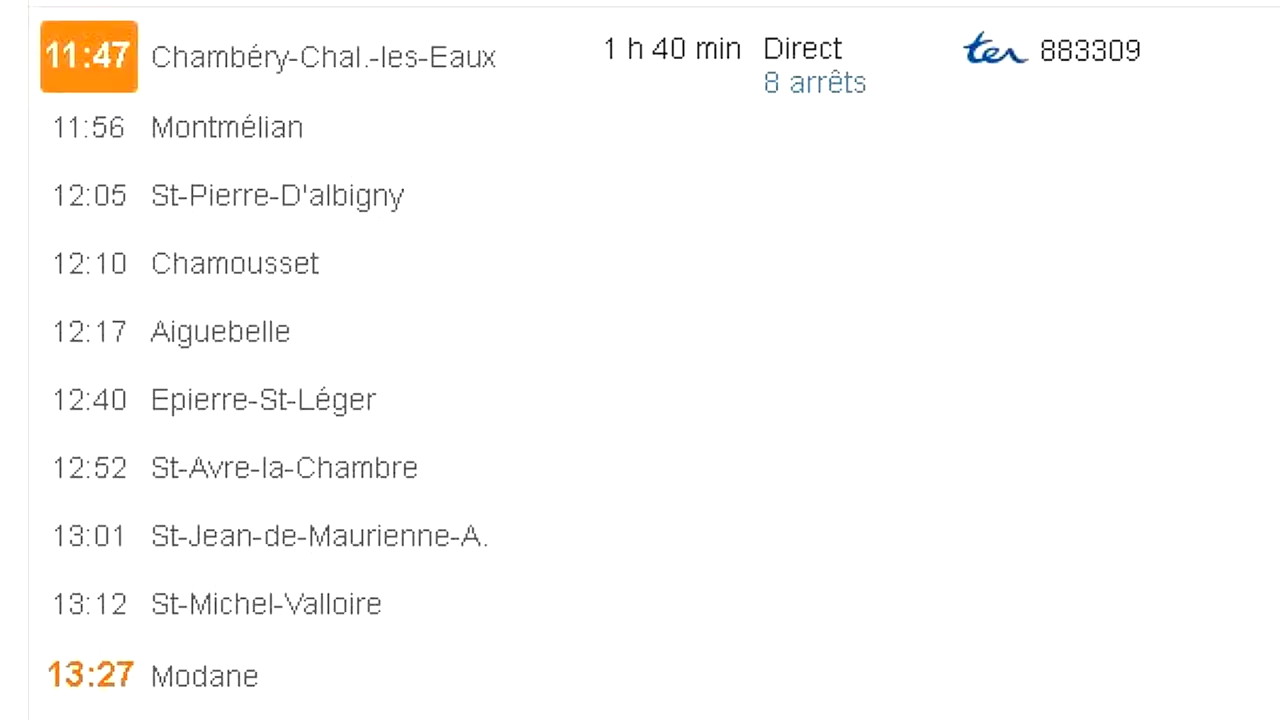 11:47 Chambéry-Chal.-les-Eaux 1 h 40 min Direct ter 883309
8 arrêts
11:56 Montmélian
12:05 St-Pierre-D'albigny
12:10 Chamousset
12:17 Aiguebelle
12:40 Epierre-St-Léger
12:52 St-Avre-la-Chambre
13:01 St-Jean-de-Maurienne-A.
13:12 St-Michel-Valloire
13:27 Modane